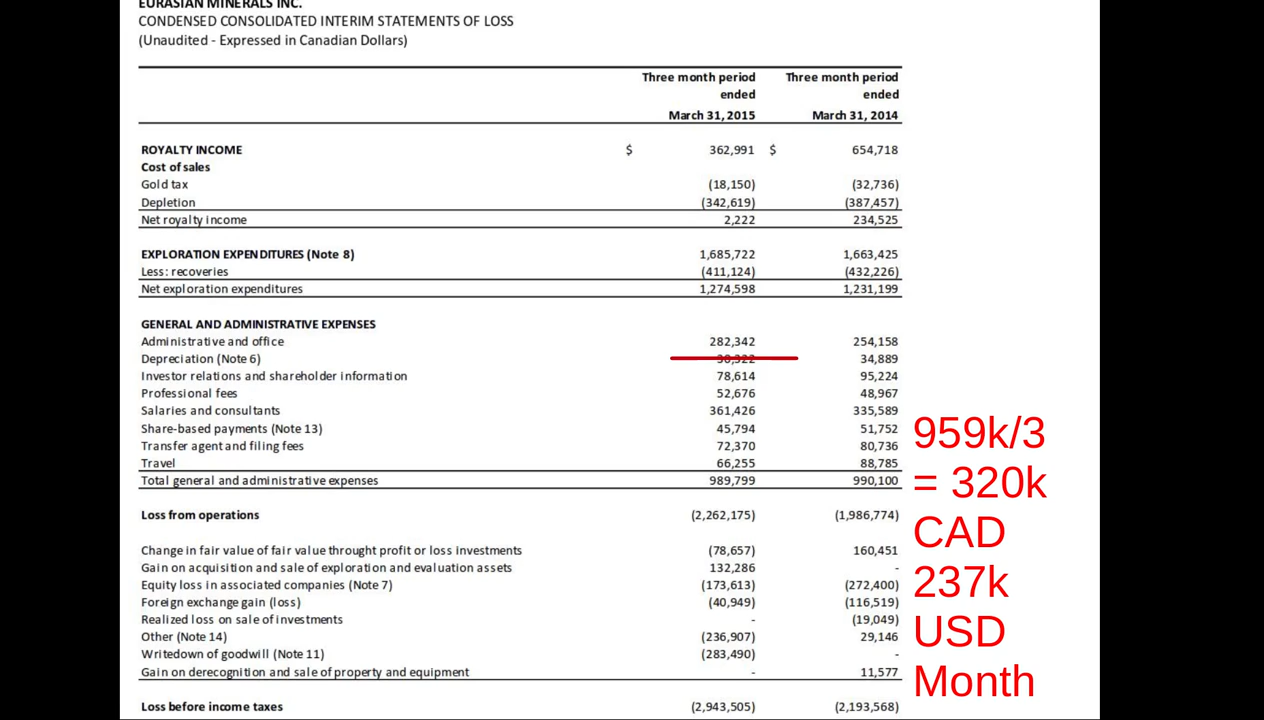 EURASIAN MINERALS INC.
CONDENSED CONSOLIDATED INTERIM STATEMENTS OF LOSS
(Unaudited - Expressed in Canadian Dollars)
Three month period Three month period
ended ended
March 31, 2015 March 31, 2014
ROYALTY INCOME $ 362,991 $ 654,718
Cost of sales
Gold tax (18,150) (32,736)
Depletion (342,619) (387,457)
Net royalty income 2,222 234,525
EXPLORATION EXPENDITURES (Note 8) 1,685,722 1,663,425
Less: recoveries (411,124) (432,226)
Net exploration expenditures 1,274,598 1,231,199
GENERAL AND ADMINISTRATIVE EXPENSES
Administrative and office 282,342 254,158
Depreciation (Note 6) 30,322 34,889
Investor relations and shareholder information 78,614 95,224
Professional fees 52,676 48,967
Salaries and consultants 361,426 335,589
Share-based payments (Note 13) 45,794 51,752
Transfer agent and filing fees 72,370 80,736
Travel 66,255 88,785
Total general and administrative expenses 989,799 990,100
Loss from operations (2,262,175) (1,986,774)
Change in fair value of fair value throught profit or loss investments (78,657) 160,451
Gain on acquisition and sale of exploration and evaluation assets 132,286 -
Equity loss in associated companies (Note 7) (173,613) (272,400)
Foreign exchange gain (loss) (40,949) (116,519)
Realized loss on sale of investments - (19,049)
Other (Note 14) (236,907) 29,146
Writedown of goodwill (Note 11) (283,490) -
Gain on derecognition and sale of property and equipment - 11,577
Loss before income taxes (2,943,505) (2,193,568)
959k/3
= 320k
CAD
237k
USD
Month